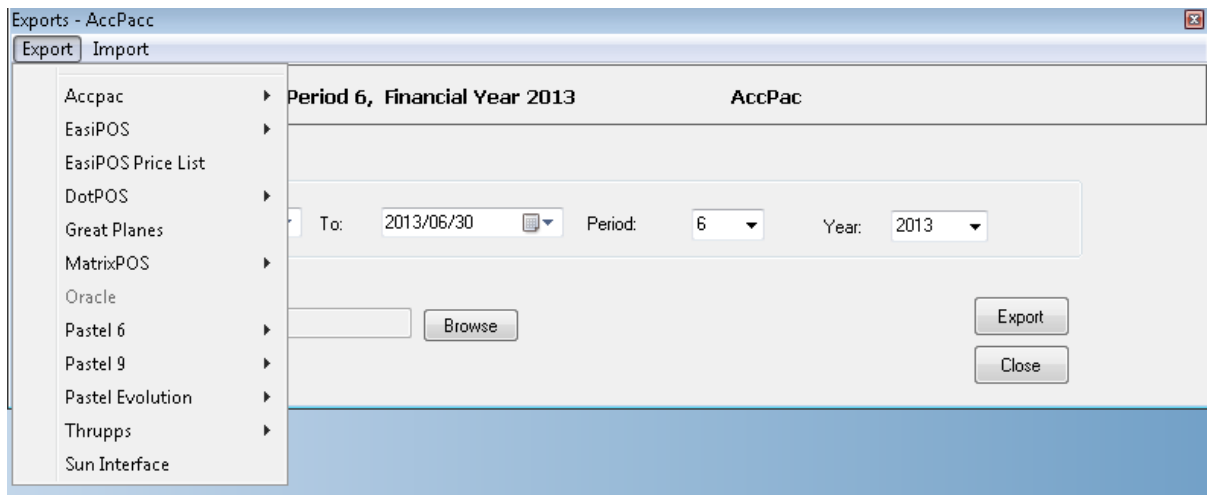 Exports - AccPacc
Export Import
Period 6, Financial Year 2013 AccPac
Accpac
EasiPOS
EasiPOS Price List
DotPOS
Great Planes
MatrixPOS
Oracle
Pastel 6
Pastel 9
Pastel Evolution
Thrupps
Sun Interface
To: 2013/06/30 Period: 6 Year: 2013
Browse
Export
Close